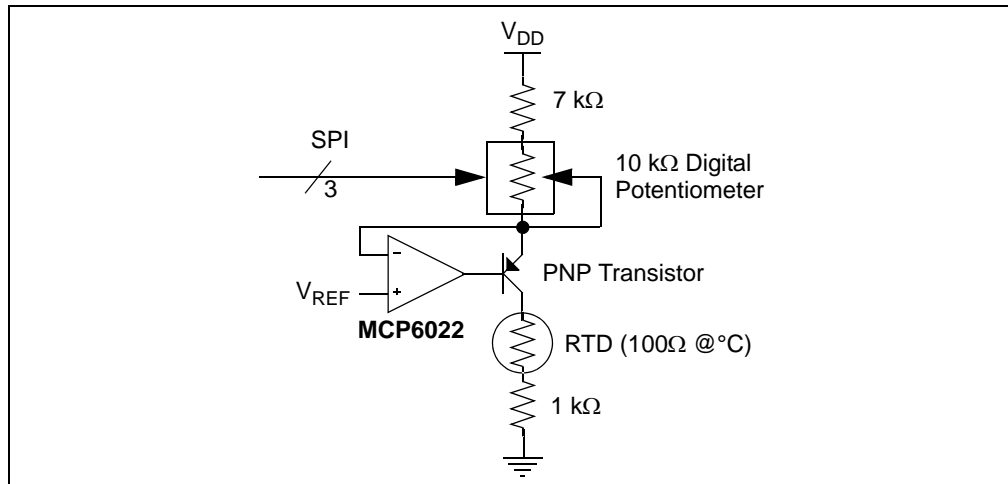 V_DD
7 kΩ
SPI
3
10 kΩ Digital
Potentiometer
-
PNP Transistor
V_REF
+
MCP6022
RTD (100Ω @°C)
1 kΩ